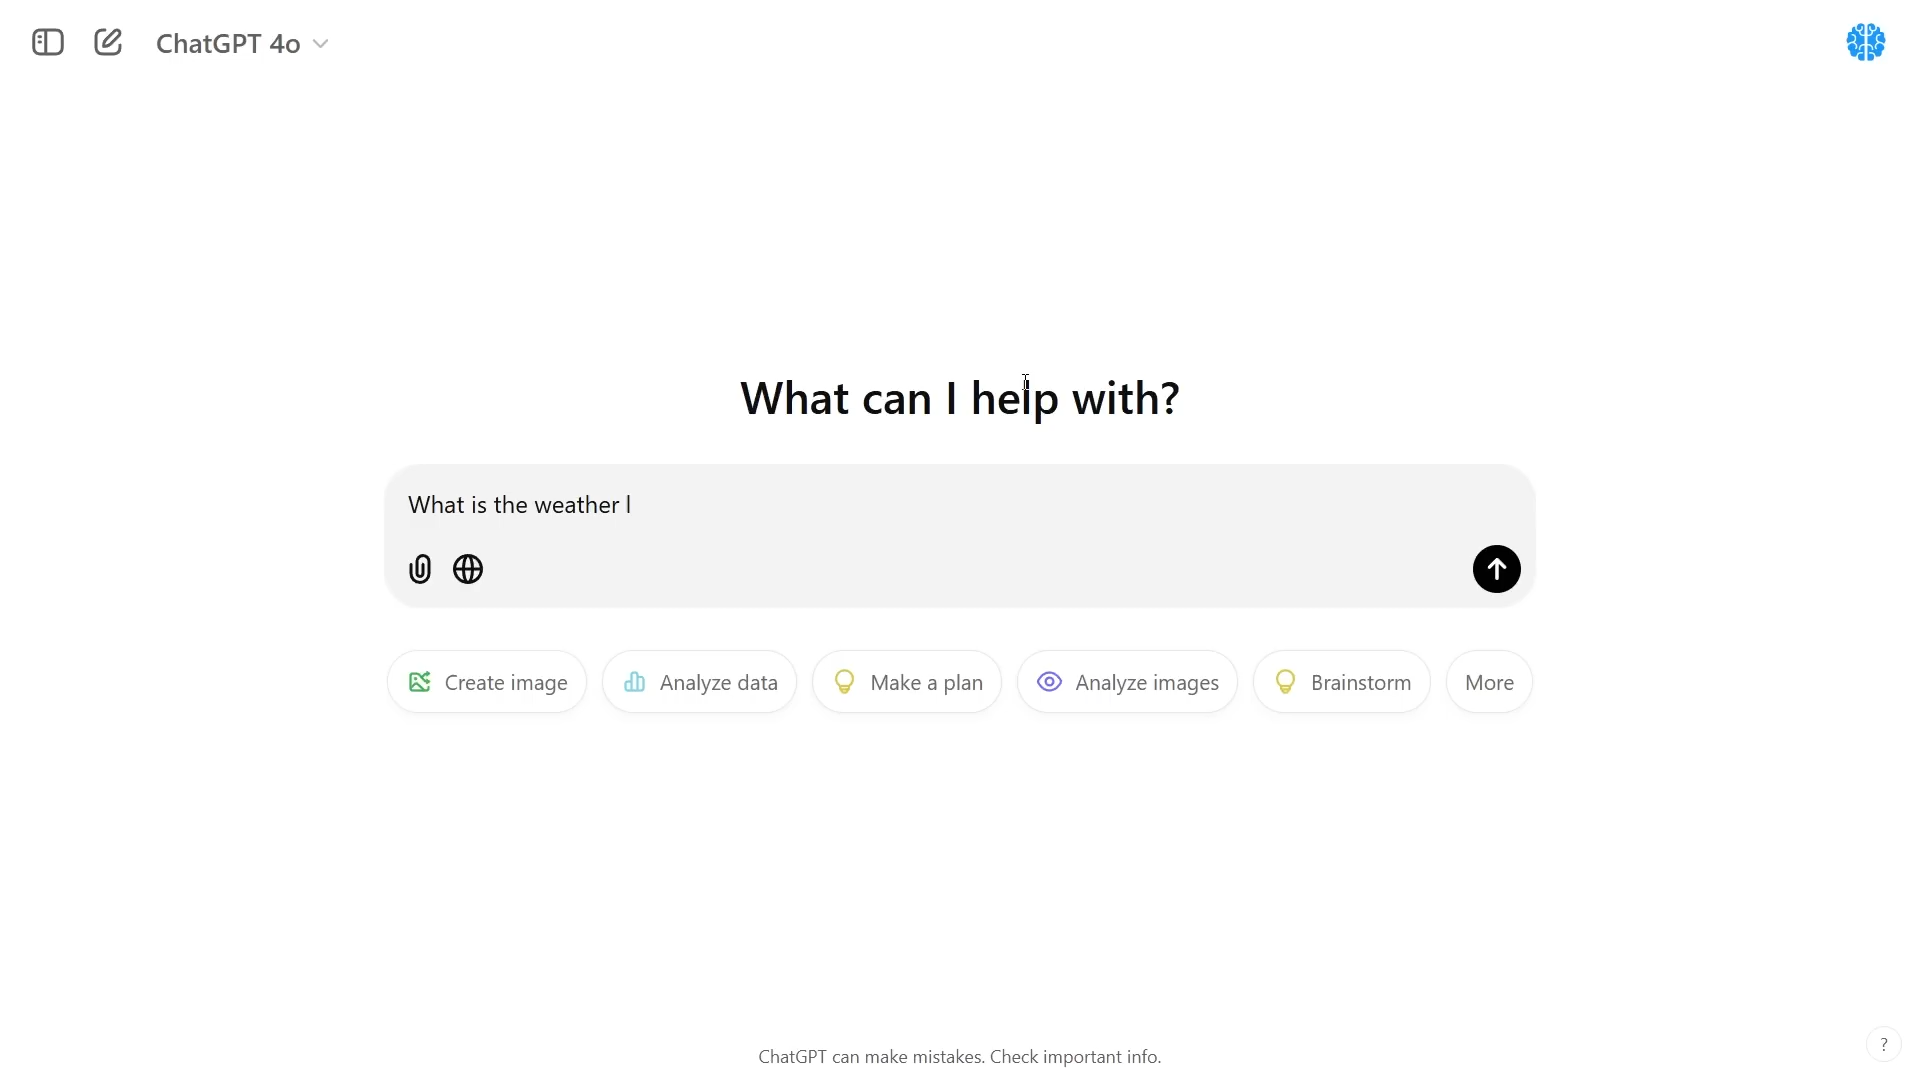 ChatGPT 4o
What can I help with?
What is the weather l
Create image
Analyze data
Make a plan
Analyze images
Brainstorm
More
ChatGPT can make mistakes. Check important info.
?